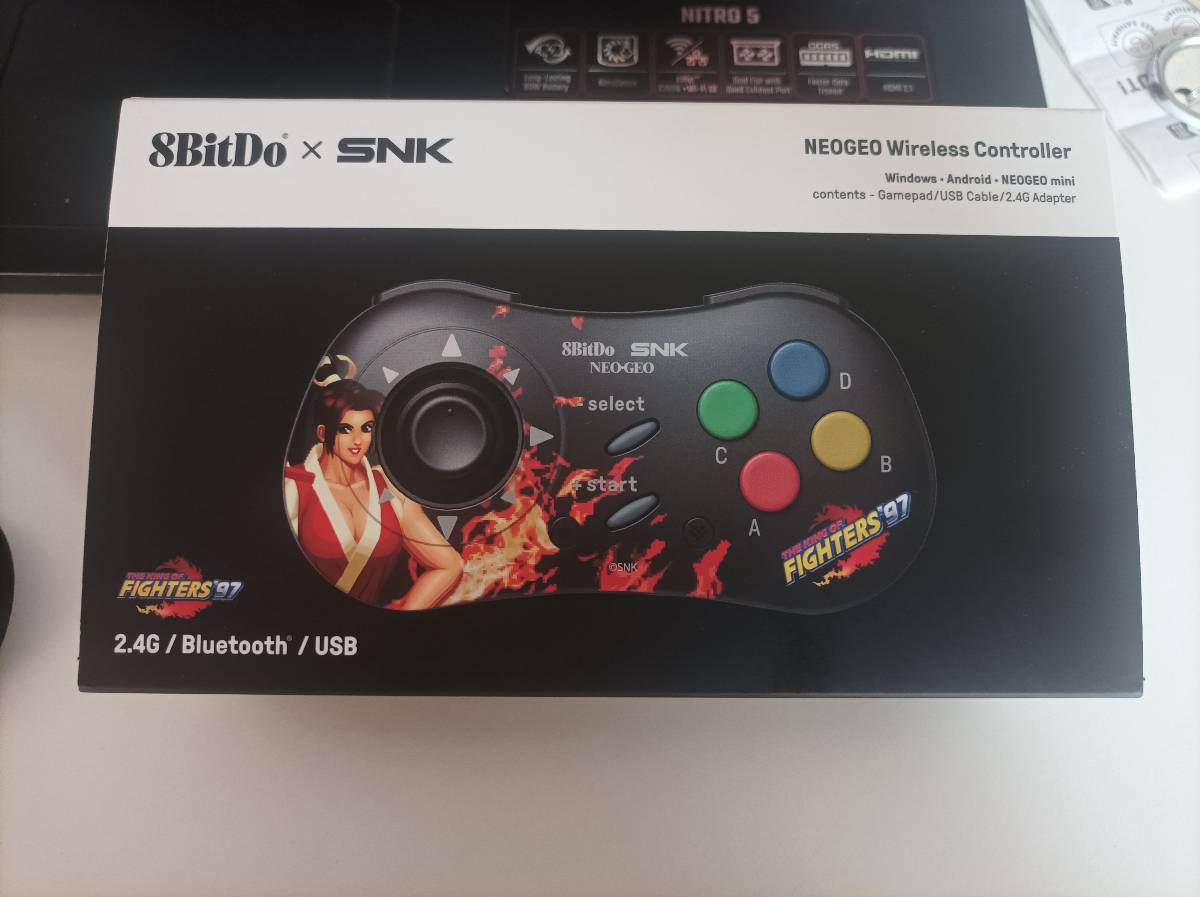 NITRO 5
HDMI
8BitDo® × SNK
NEOGEO Wireless Controller
Windows - Android - NEOGEO mini
contents - Gamepad/USB Cable/2.4G Adapter
8BitDo SNK
NEO·GEO
- select
+ start
D
C
B
A
THE KING OF
FIGHTERS '97
©SNK
THE KING OF
FIGHTERS '97
2.4G / Bluetooth® / USB